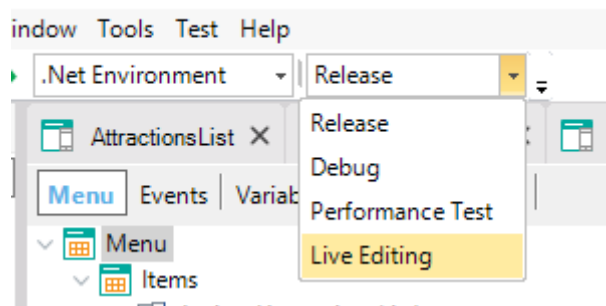 indow Tools Test Help
.Net Environment Release
Release
AttractionsList
Debug
Menu Events Variab
Performance Test
Menu
Live Editing
Items